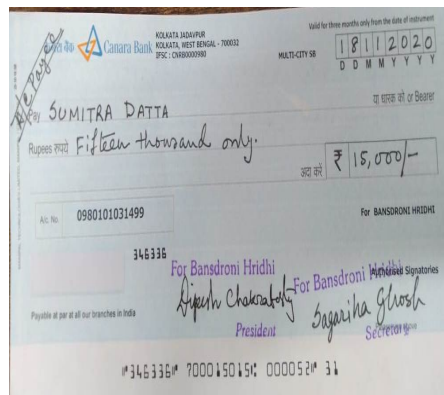 A/c Payee
Canara Bank
KOLKATA JADAVPUR
KOLKATA, WEST BENGAL - 700032
IFSC : CNRB0000980
Valid for three months only from the date of instrument
MULTI-CITY SB
1 8 1 1 2 0 2 0
D D M M Y Y Y Y
Pay SUMITRA DATTA
या धारक को or Bearer
Rupees रुपये Fifteen thousand only.
अदा करें ₹ 15,000/-
A/c. No. 0980101031499
For BANSDRONI HRIDHI
346336
For Bansdroni Hridhi
For Bansdroni Hridhi
Authorised Signatories
Dipesh Chakraborty
Sagarika Ghosh
President
Secretary
Payable at par at all our branches in India
⑈346336⑈ 700015015⑆ 000052⑈ 31